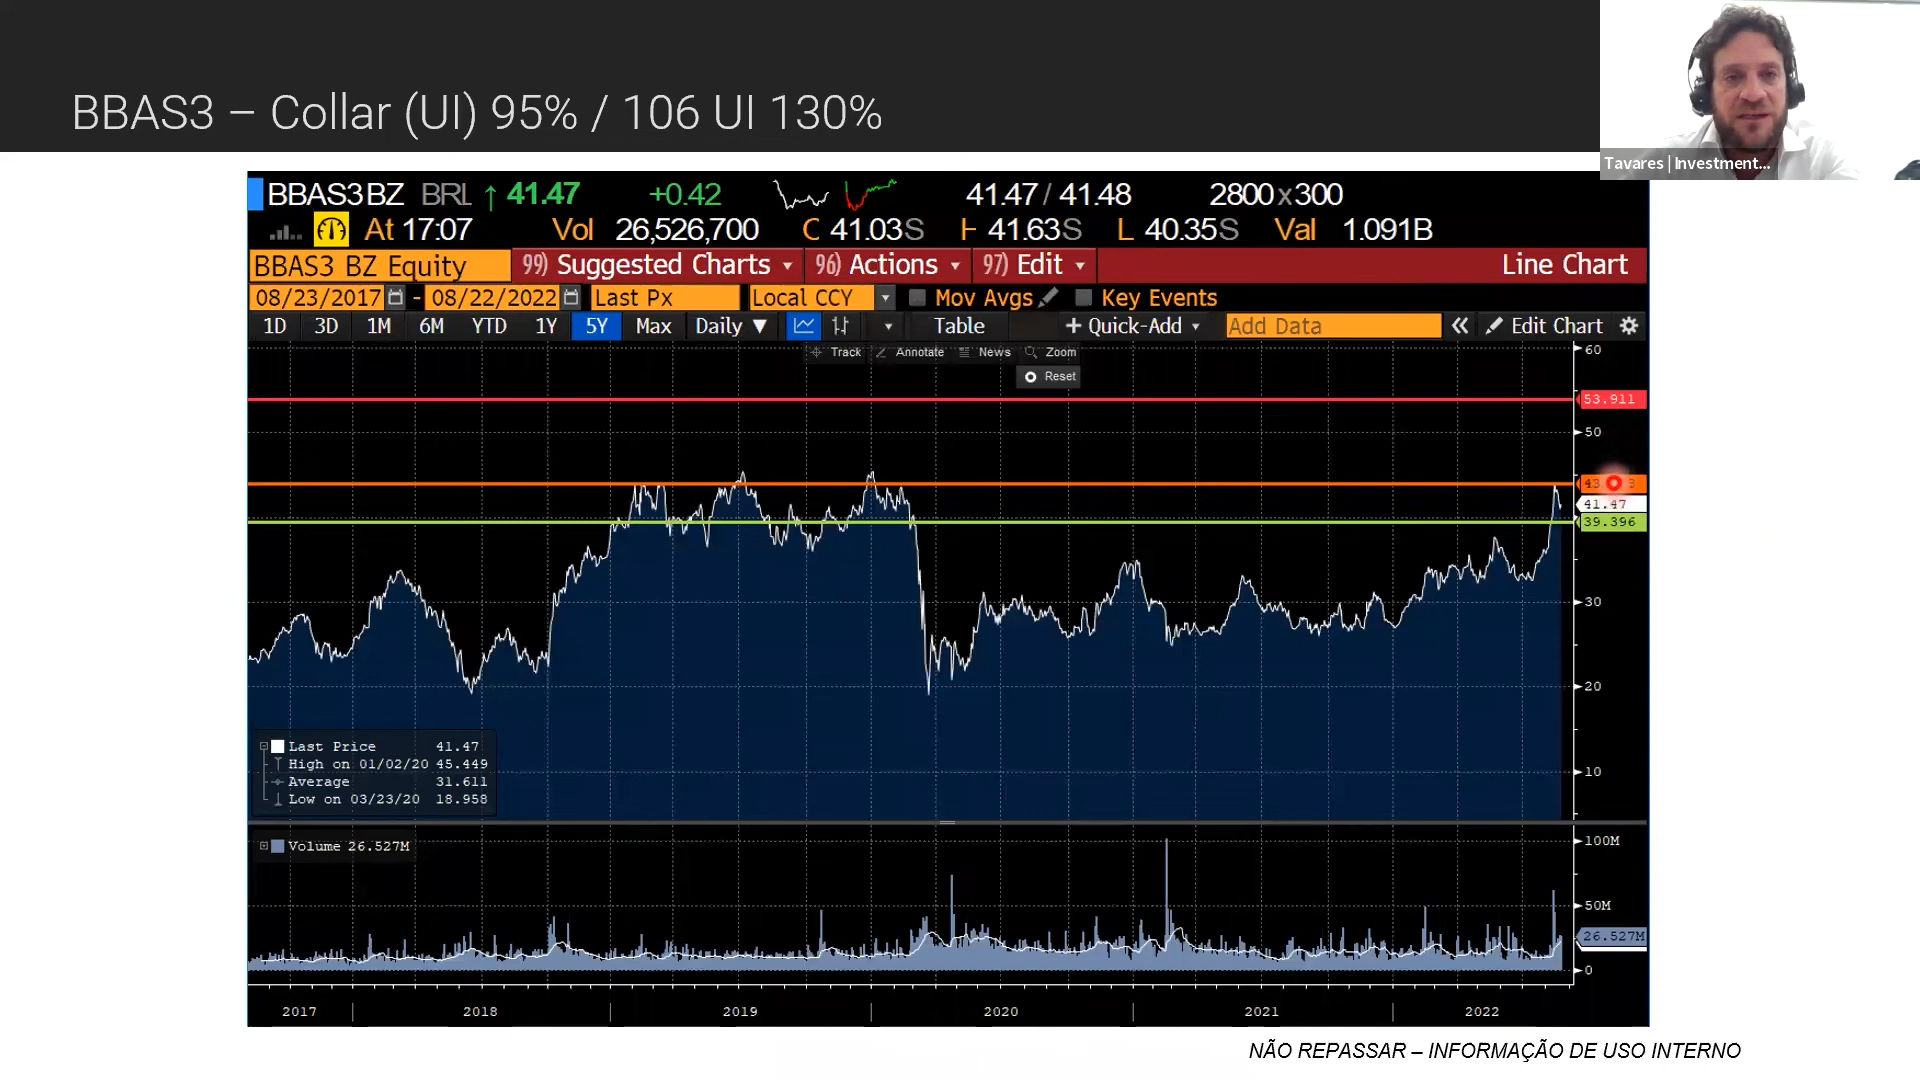 BBAS3 – Collar (UI) 95% / 106 UI 130%
Tavares | Investment...
BBAS3 BZ BRL ↑ 41.47 +0.42 41.47 / 41.48 2800x300
At 17:07 Vol 26,526,700 C 41.03S H 41.63S L 40.35S Val 1.091B
BBAS3 BZ Equity 99) Suggested Charts 96) Actions 97) Edit Line Chart
08/23/2017 - 08/22/2022 Last Px Local CCY Mov Avgs Key Events
1D 3D 1M 6M YTD 1Y 5Y Max Daily ▼ Table + Quick-Add Add Data « Edit Chart
Track Annotate News Zoom
Reset
60
53.911
50
41.47
39.396
30
20
10
Last Price 41.47
High on 01/02/20 45.449
Average 31.611
Low on 03/23/20 18.958
Volume 26.527M
100M
50M
26.527M
0
2017 2018 2019 2020 2021 2022
NÃO REPASSAR – INFORMAÇÃO DE USO INTERNO